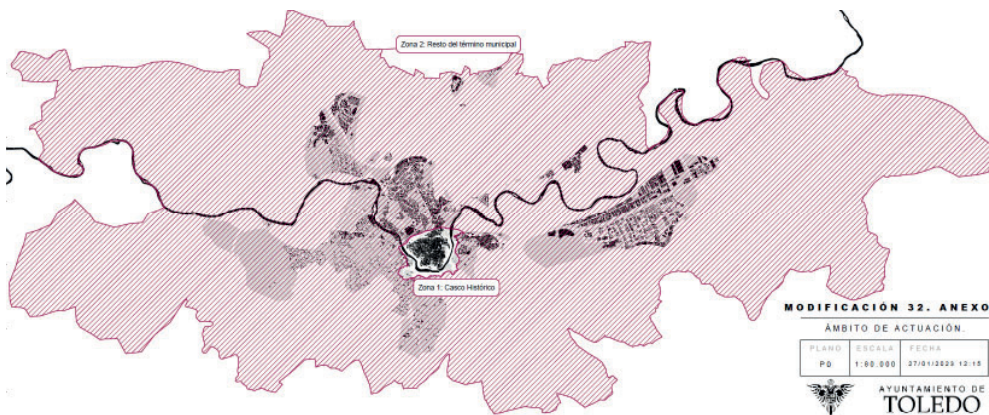 Zona 2: Resto del término municipal
Zona 1: Casco Histórico
MODIFICACIÓN 32. ANEXO
ÁMBITO DE ACTUACIÓN.
PLANO ESCALA FECHA
P0 1:80.000 27/01/2023 12:15
AYUNTAMIENTO DE
TOLEDO